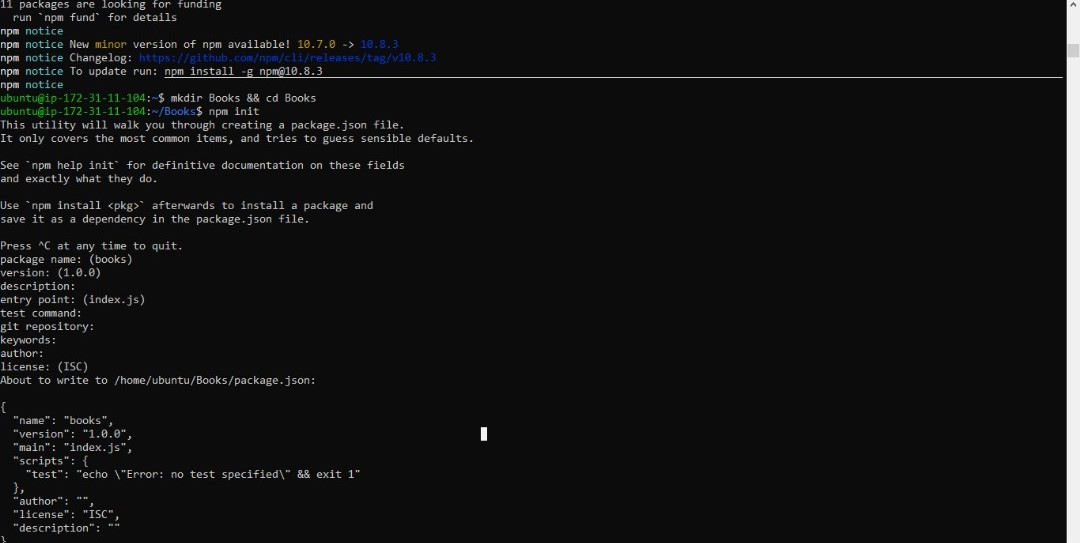 11 packages are looking for funding
  run `npm fund` for details
npm notice
npm notice New minor version of npm available! 10.7.0 -> 10.8.3
npm notice Changelog: https://github.com/npm/cli/releases/tag/v10.8.3
npm notice To update run: npm install -g npm@10.8.3
npm notice
ubuntu@ip-172-31-11-104:~$ mkdir Books && cd Books
ubuntu@ip-172-31-11-104:~/Books$ npm init
This utility will walk you through creating a package.json file.
It only covers the most common items, and tries to guess sensible defaults.

See `npm help init` for definitive documentation on these fields
and exactly what they do.

Use `npm install <pkg>` afterwards to install a package and
save it as a dependency in the package.json file.

Press ^C at any time to quit.
package name: (books)
version: (1.0.0)
description:
entry point: (index.js)
test command:
git repository:
keywords:
author:
license: (ISC)
About to write to /home/ubuntu/Books/package.json:

{
  "name": "books",
  "version": "1.0.0",
  "main": "index.js",
  "scripts": {
    "test": "echo \"Error: no test specified\" && exit 1"
  },
  "author": "",
  "license": "ISC",
  "description": ""
}